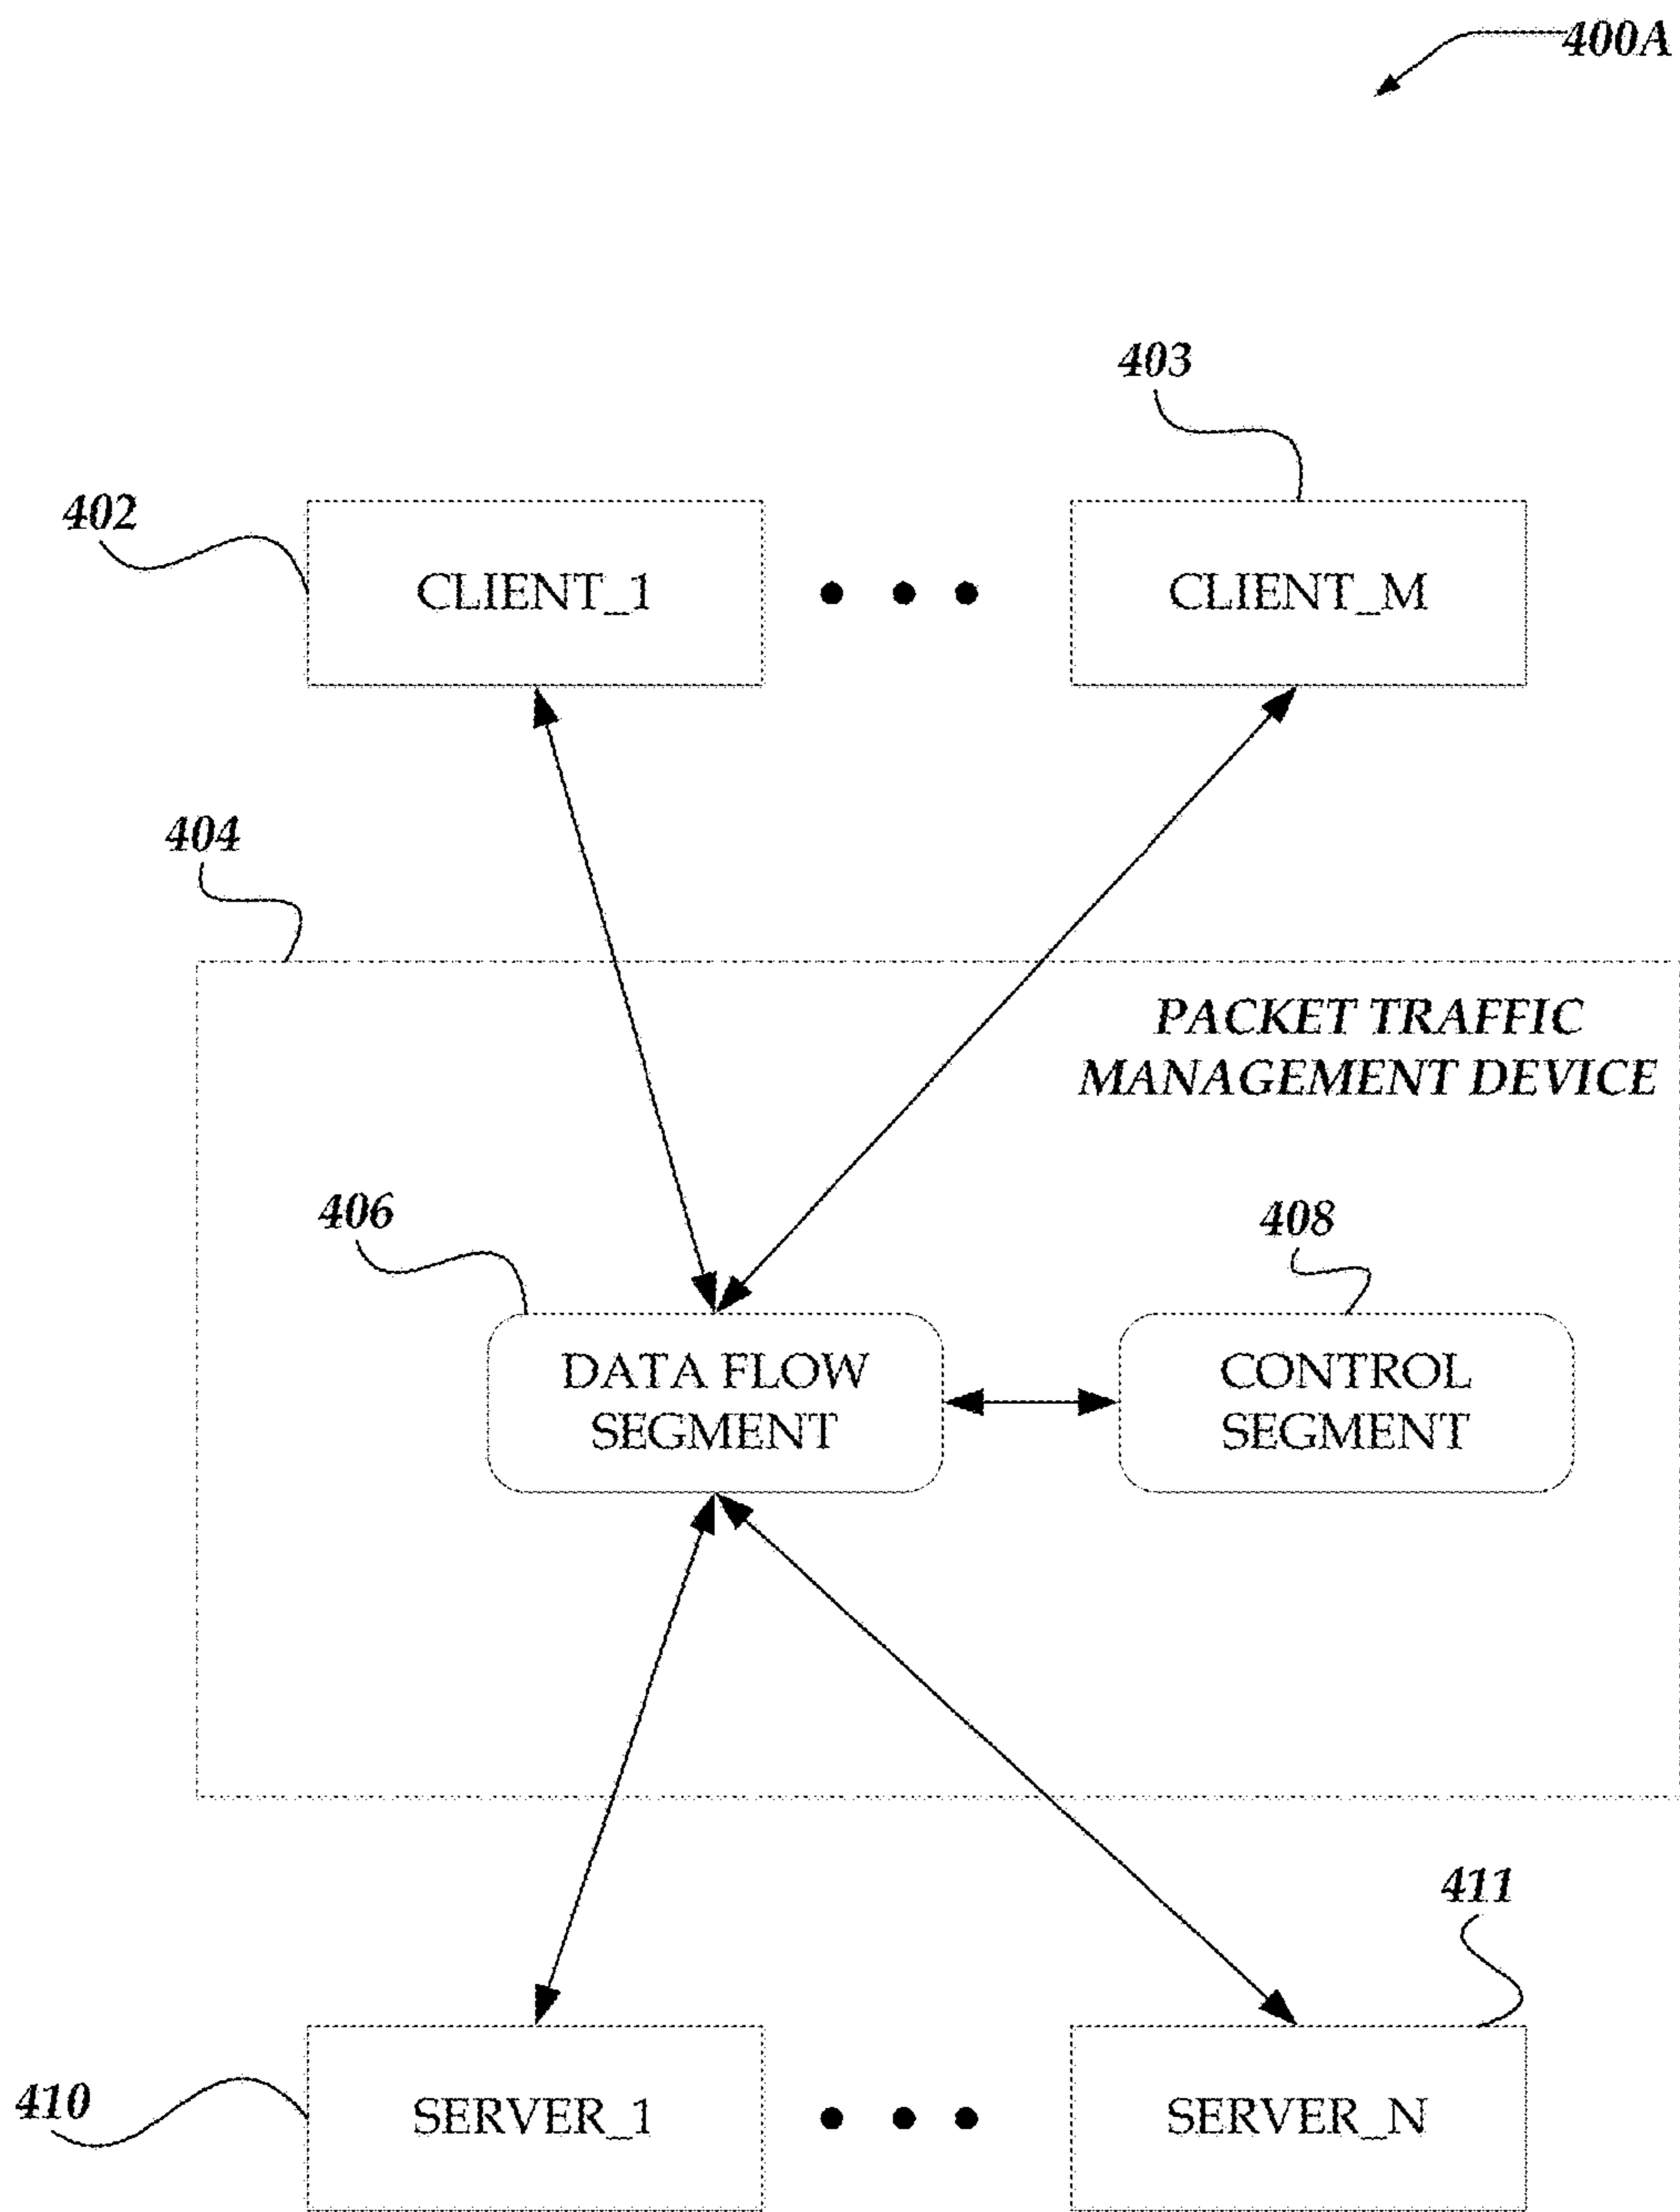 400A
403
402
CLIENT_1
CLIENT_M
404
PACKET TRAFFIC
MANAGEMENT DEVICE
406
408
DATA FLOW
SEGMENT
CONTROL
SEGMENT
411
410
SERVER_1
SERVER_N